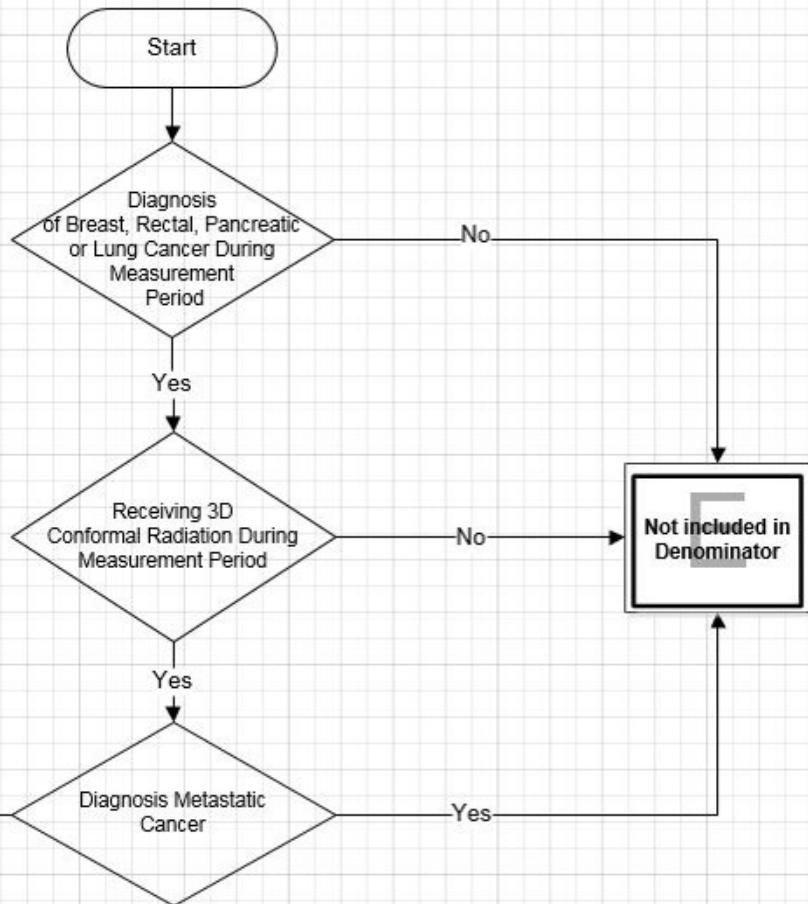 Start
Diagnosis
of Breast, Rectal, Pancreatic
or Lung Cancer During
Measurement
Period
No
Yes
Receiving 3D
Conformal Radiation During
Measurement Period
No
E
Not included in
Denominator
Yes
Diagnosis Metastatic
Cancer
Yes